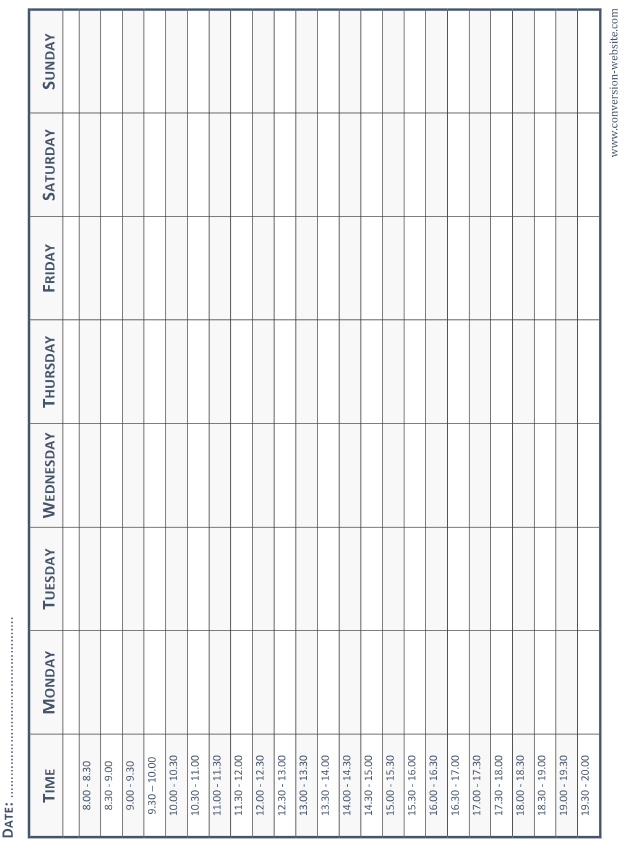 DATE: ................................................
TIME MONDAY TUESDAY WEDNESDAY THURSDAY FRIDAY SATURDAY SUNDAY
8.00 - 8.30
8.30 - 9.00
9.00 - 9.30
9.30 – 10.00
10.00 - 10.30
10.30 - 11.00
11.00 - 11.30
11.30 - 12.00
12.00 - 12.30
12.30 - 13.00
13.00 - 13.30
13.30 - 14.00
14.00 - 14.30
14.30 - 15.00
15.00 - 15.30
15.30 - 16.00
16.00 - 16.30
16.30 - 17.00
17.00 - 17.30
17.30 - 18.00
18.00 - 18.30
18.30 - 19.00
19.00 - 19.30
19.30 - 20.00
www.conversion-website.com